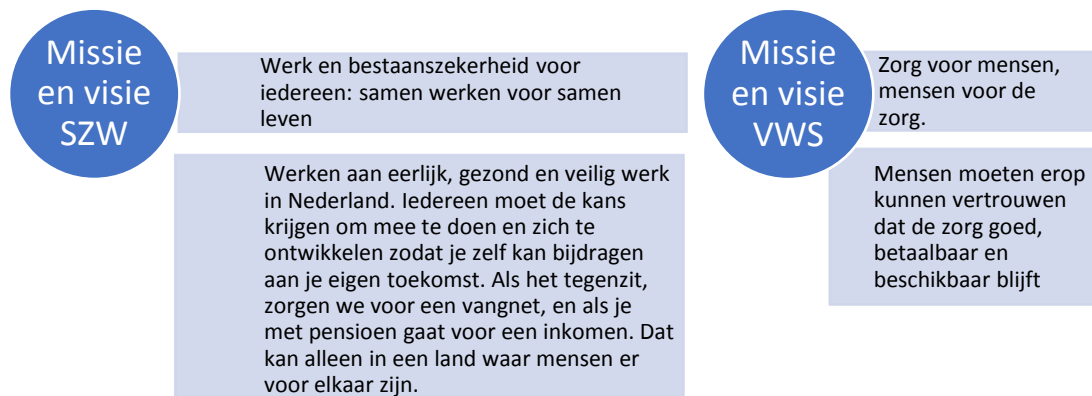 Missie
en visie
SZW
Werk en bestaanszekerheid voor
iedereen: samen werken voor samen
leven
Werken aan eerlijk, gezond en veilig werk
in Nederland. Iedereen moet de kans
krijgen om mee te doen en zich te
ontwikkelen zodat je zelf kan bijdragen
aan je eigen toekomst. Als het tegenzit,
zorgen we voor een vangnet, en als je
met pensioen gaat voor een inkomen. Dat
kan alleen in een land waar mensen er
voor elkaar zijn.
Missie
en visie
VWS
Zorg voor mensen,
mensen voor de
zorg.
Mensen moeten erop
kunnen vertrouwen
dat de zorg goed,
betaalbaar en
beschikbaar blijft